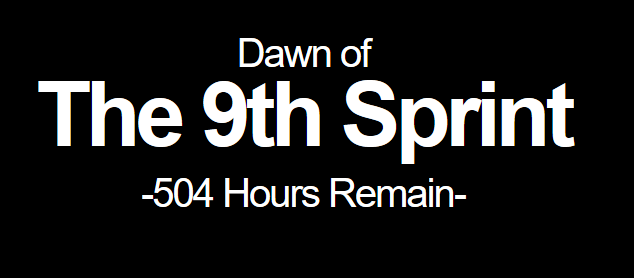 Dawn of
The 9th Sprint
-504 Hours Remain-